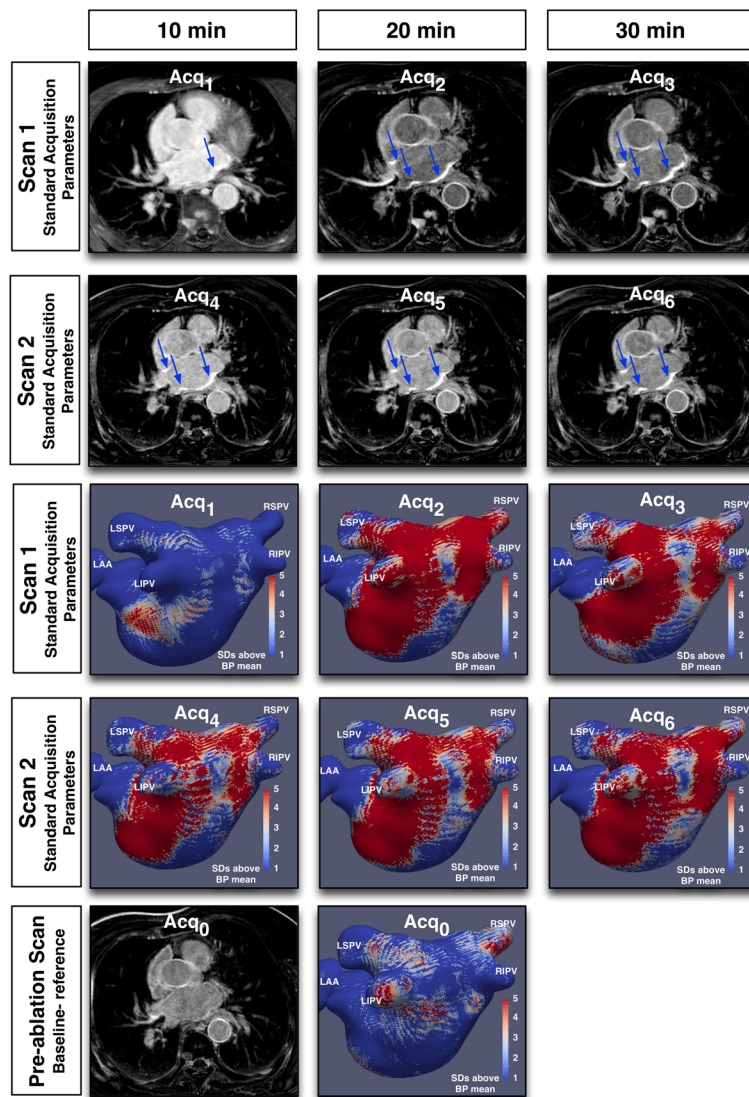 10 min
20 min
30 min
Scan 1
Standard Acquisition
Parameters
Acq1
Acq2
Acq3
Scan 2
Standard Acquisition
Parameters
Acq4
Acq5
Acq6
Scan 1
Standard Acquisition
Parameters
Acq1
RSPV
LSPV
RIPV
LAA
LIPV
5
4
3
2
1
SDs above
BP mean
Acq2
RSPV
LSPV
RIPV
LAA
LIPV
5
4
3
2
1
SDs above
BP mean
Acq3
RSPV
LSPV
RIPV
LAA
LIPV
5
4
3
2
1
SDs above
BP mean
Scan 2
Standard Acquisition
Parameters
Acq4
RSPV
LSPV
RIPV
LAA
LIPV
5
4
3
2
1
SDs above
BP mean
Acq5
RSPV
LSPV
RIPV
LAA
LIPV
5
4
3
2
1
SDs above
BP mean
Acq6
RSPV
LSPV
RIPV
LAA
LIPV
5
4
3
2
1
SDs above
BP mean
Pre-ablation Scan
Baseline- reference
Acq0
Acq0
RSPV
LSPV
RIPV
LAA
LIPV
5
4
3
2
1
SDs above
BP mean